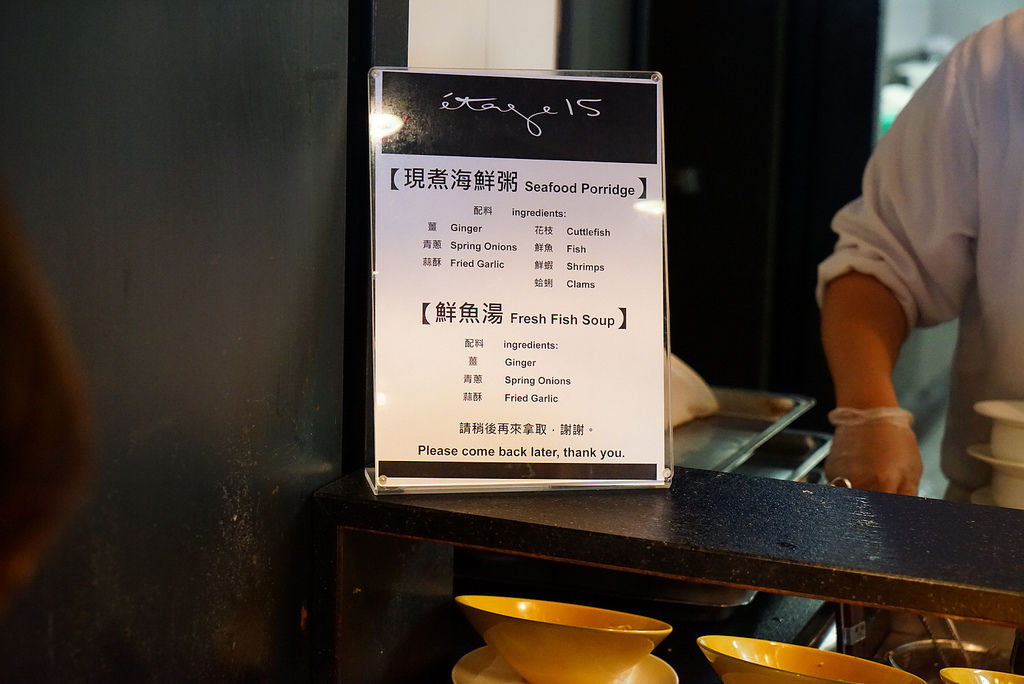 étage 15
【現煮海鮮粥 Seafood Porridge】
配料 ingredients:
薑 Ginger 花枝 Cuttlefish
青蔥 Spring Onions 鮮魚 Fish
蒜酥 Fried Garlic 鮮蝦 Shrimps
蛤蜊 Clams
【鮮魚湯 Fresh Fish Soup】
配料 ingredients:
薑 Ginger
青蔥 Spring Onions
蒜酥 Fried Garlic
請稍後再來拿取．謝謝。
Please come back later, thank you.